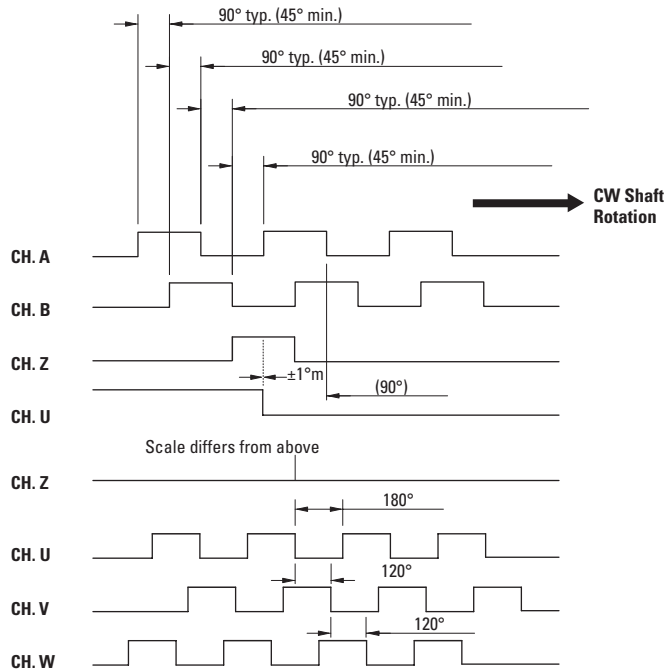 90° typ. (45° min.)
90° typ. (45° min.)
90° typ. (45° min.)
90° typ. (45° min.)
CW Shaft
Rotation
CH. A
CH. B
CH. Z
±1°m
(90°)
CH. U
Scale differs from above
CH. Z
180°
CH. U
120°
CH. V
120°
CH. W